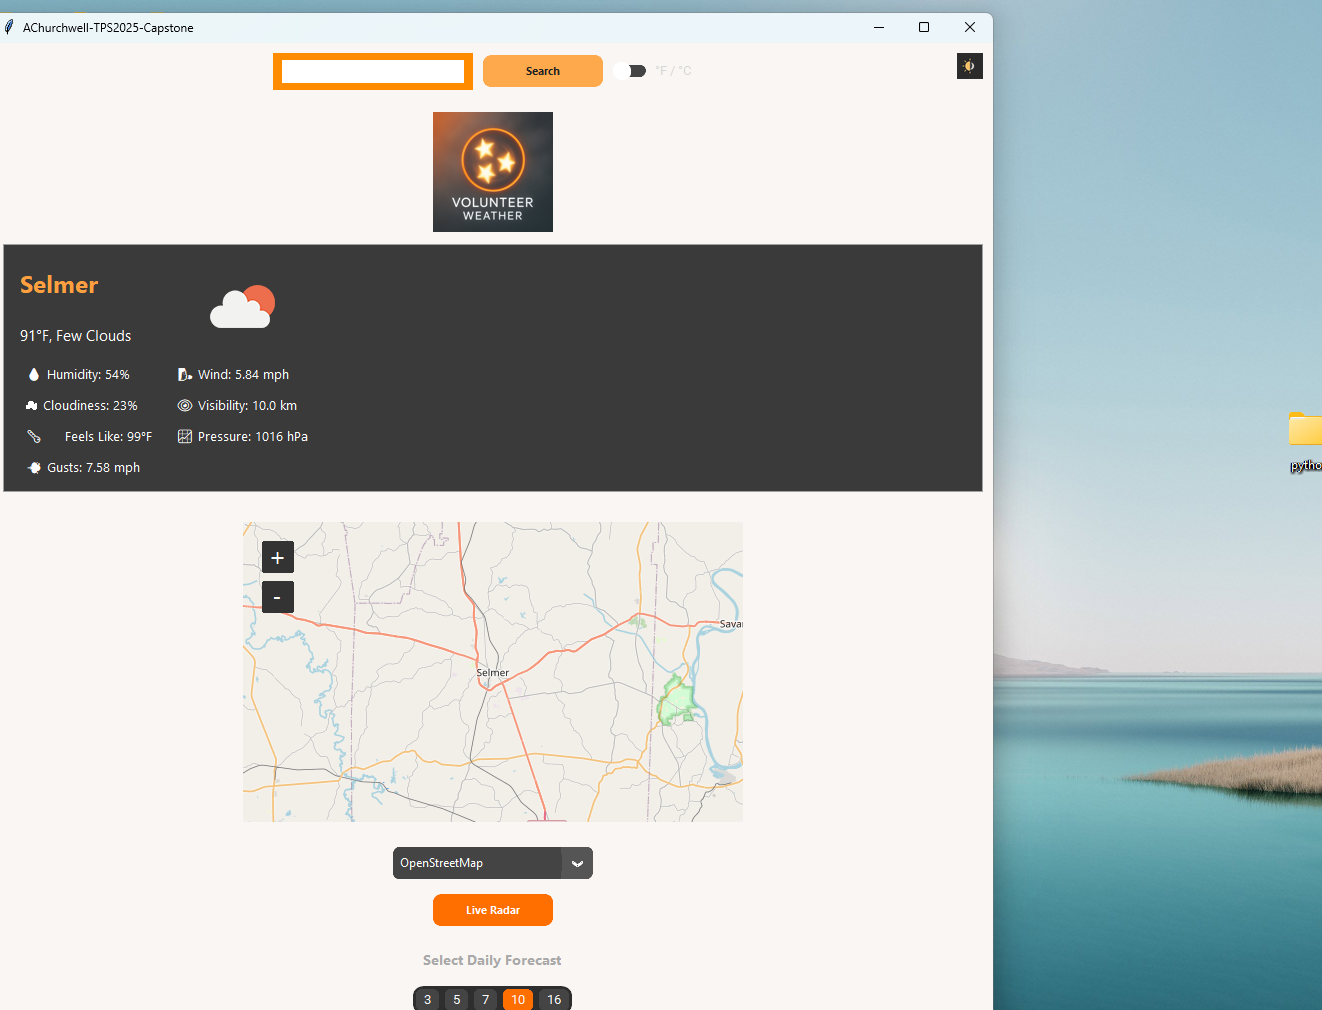 AChurchwell-TPS2025-Capstone
Search
°F / °C
VOLUNTEER
WEATHER
Selmer
91°F, Few Clouds
Humidity: 54%
Wind: 5.84 mph
Cloudiness: 23%
Visibility: 10.0 km
Feels Like: 99°F
Pressure: 1016 hPa
Gusts: 7.58 mph
+
-
Savar
Selmer
OpenStreetMap
Live Radar
Select Daily Forecast
3 5 7 10 16
pytho